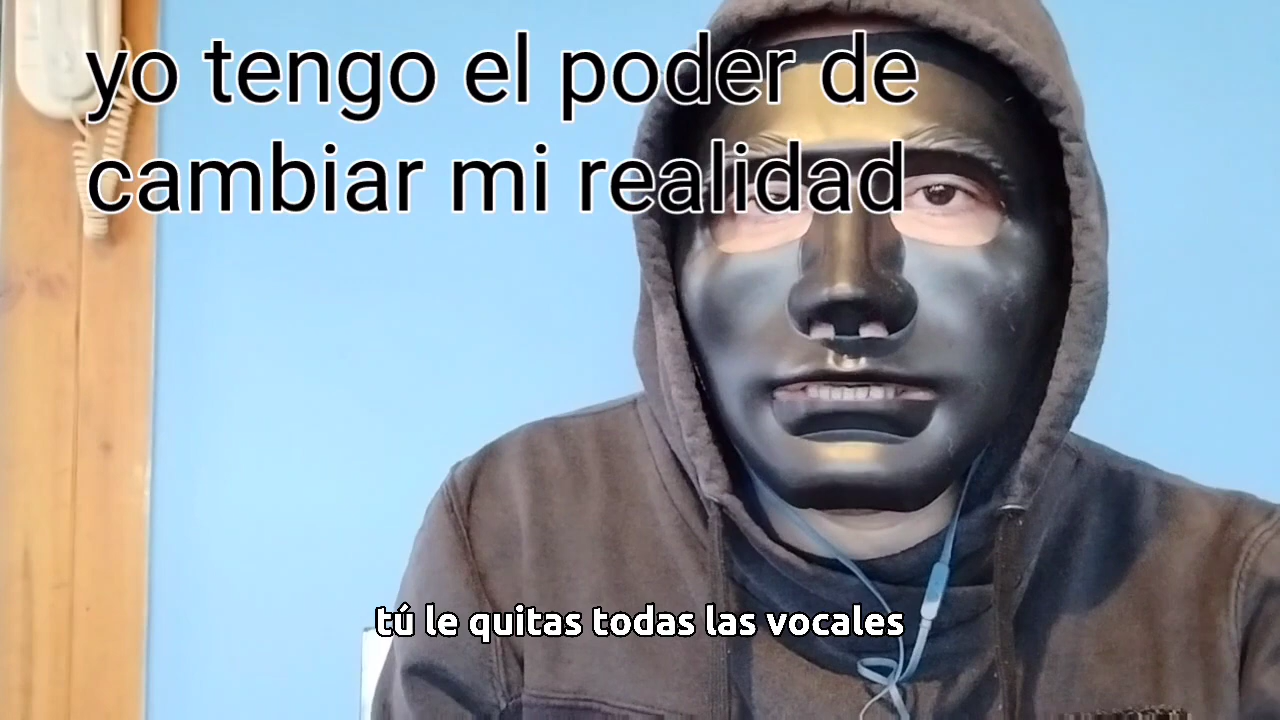 yo tengo el poder de
cambiar mi realidad
tú le quitas todas las vocales